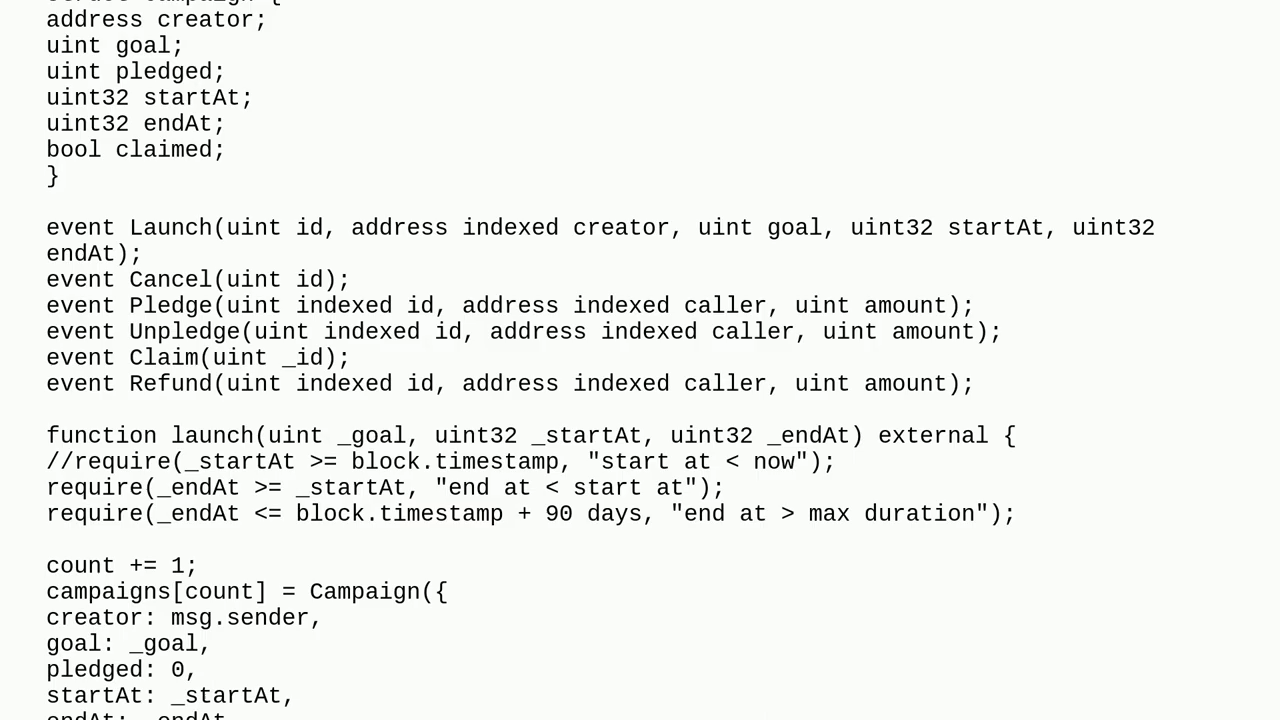 address creator;
uint goal;
uint pledged;
uint32 startAt;
uint32 endAt;
bool claimed;
}
event Launch(uint id, address indexed creator, uint goal, uint32 startAt, uint32
endAt);
event Cancel(uint id);
event Pledge(uint indexed id, address indexed caller, uint amount);
event Unpledge(uint indexed id, address indexed caller, uint amount);
event Claim(uint _id);
event Refund(uint indexed id, address indexed caller, uint amount);
function launch(uint _goal, uint32 _startAt, uint32 _endAt) external {
//require(_startAt >= block.timestamp, "start at < now");
require(_endAt >= _startAt, "end at < start at");
require(_endAt <= block.timestamp + 90 days, "end at > max duration");
count += 1;
campaigns[count] = Campaign({
creator: msg.sender,
goal: _goal,
pledged: 0,
startAt: _startAt,